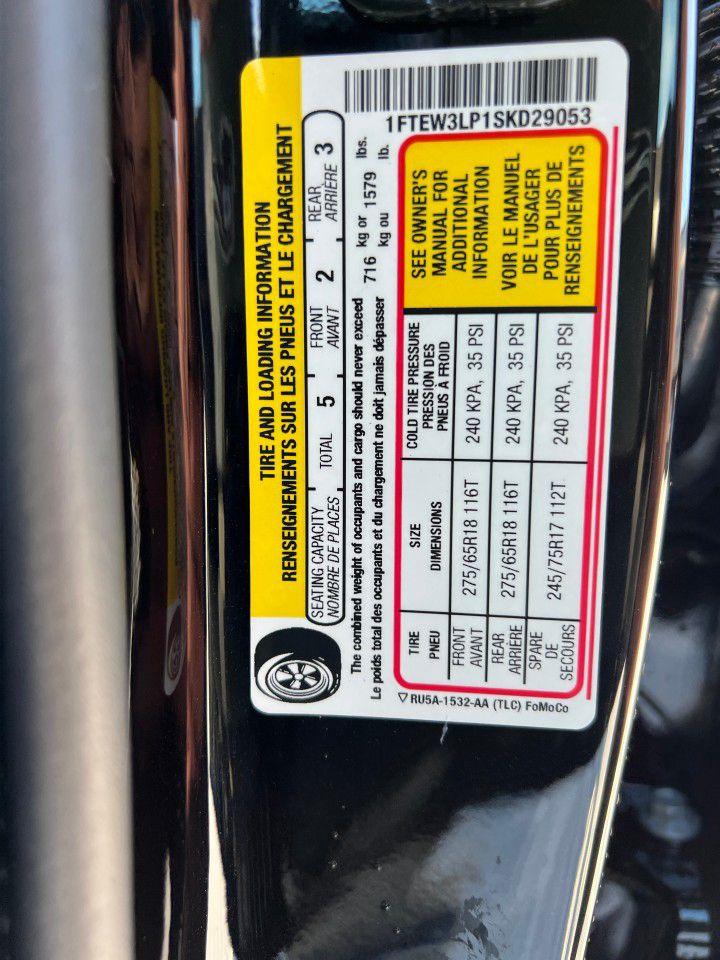 1FTEW3LP1SKD29053
TIRE AND LOADING INFORMATION
RENSEIGNEMENTS SUR LES PNEUS ET LE CHARGEMENT
SEATING CAPACITY TOTAL 5 FRONT 2 REAR 3
NOMBRE DE PLACES AVANT ARRIÈRE
The combined weight of occupants and cargo should never exceed 716 kg or 1579 lbs.
Le poids total des occupants et du chargement ne doit jamais dépasser kg ou lb.
TIRE SIZE COLD TIRE PRESSURE
PNEU DIMENSIONS PRESSION DES
PNEUS À FROID
FRONT 275/65R18 116T 240 KPA, 35 PSI
AVANT
REAR 275/65R18 116T 240 KPA, 35 PSI
ARRIÈRE
SPARE 245/75R17 112T 240 KPA, 35 PSI
DE
SECOURS
SEE OWNER'S
MANUAL FOR
ADDITIONAL
INFORMATION
VOIR LE MANUEL
DE L'USAGER
POUR PLUS DE
RENSEIGNEMENTS
RU5A-1532-AA (TLC) FoMoCo